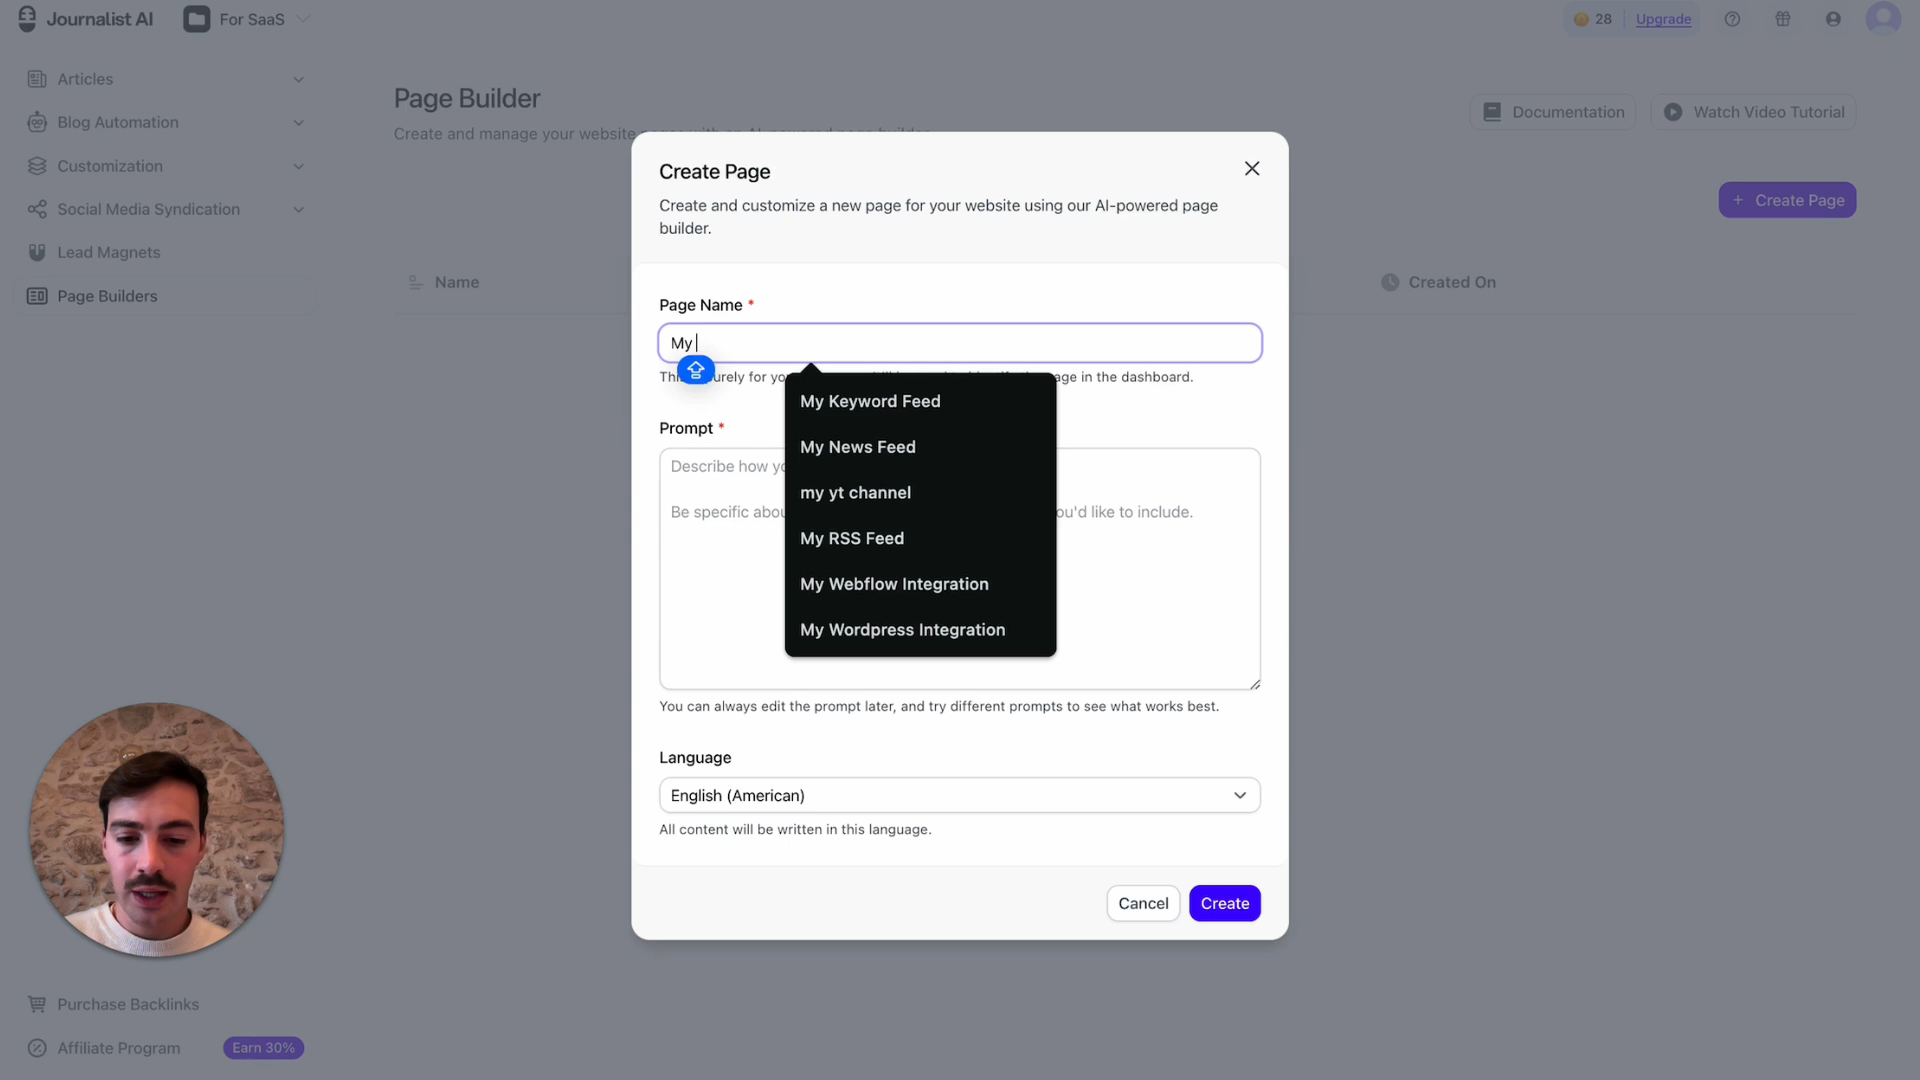 Journalist AI
For SaaS
28
Upgrade
Articles
Blog Automation
Customization
Social Media Syndication
Lead Magnets
Page Builders
Page Builder
Create and manage your website
Documentation
Watch Video Tutorial
+ Create Page
Name
Created On
Create Page
Create and customize a new page for your website using our AI-powered page
builder.
Page Name *
My
age in the dashboard.
My Keyword Feed
My News Feed
my yt channel
My RSS Feed
My Webflow Integration
My Wordpress Integration
Prompt *
Describe how yo
Be specific abou ou'd like to include.
You can always edit the prompt later, and try different prompts to see what works best.
Language
English (American)
All content will be written in this language.
Cancel
Create
Purchase Backlinks
Affiliate Program
Earn 30%